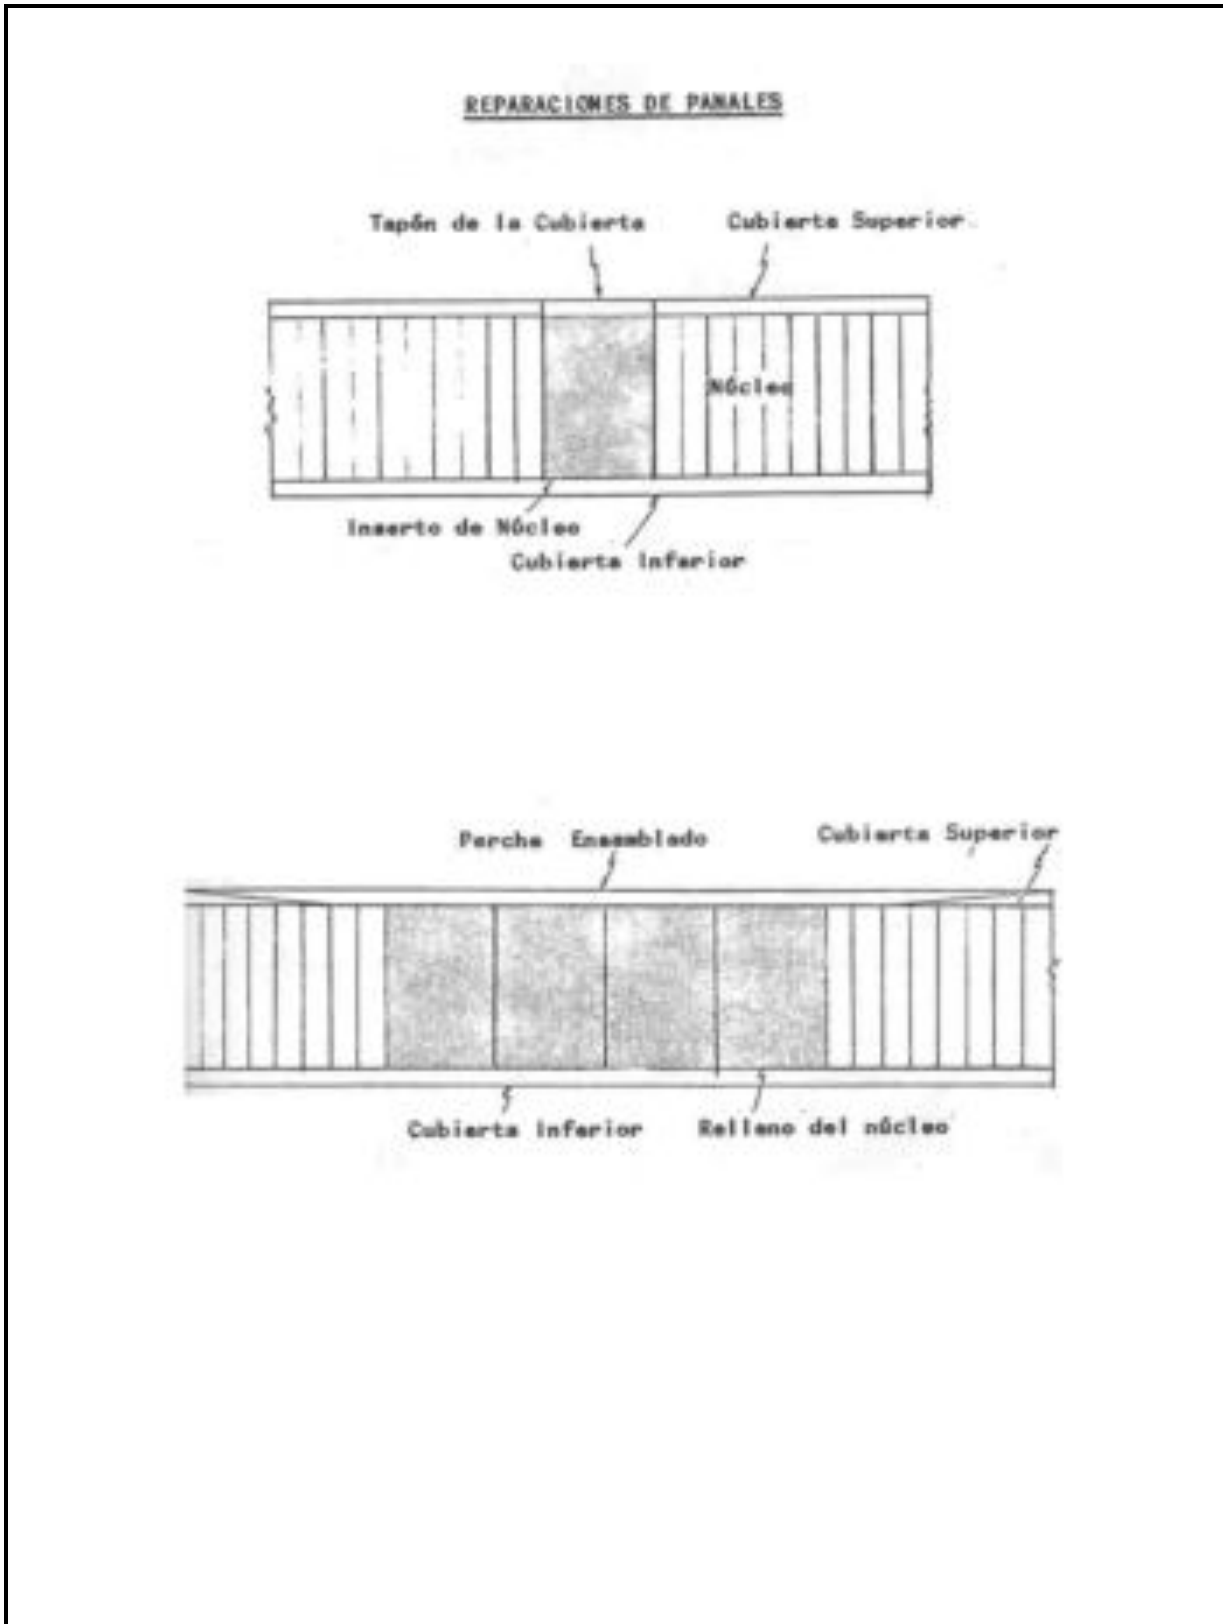 REPARACIONES DE PANALES
Tapón de la Cubierta
Cubierta Superior
Núcleo
Inserto de Núcleo
Cubierta Inferior
Parche Ensamblado
Cubierta Superior
Cubierta Inferior
Relleno del núcleo